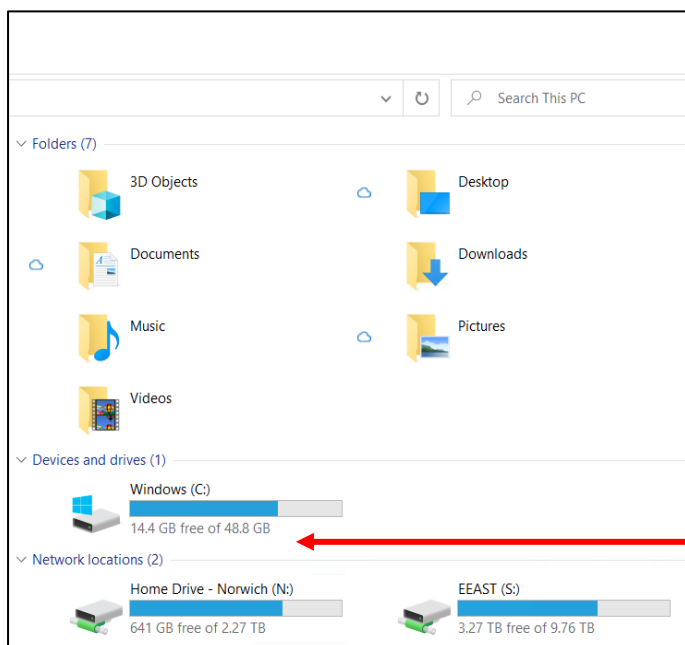 Search This PC
Folders (7)
3D Objects
Desktop
Documents
Downloads
Music
Pictures
Videos
Devices and drives (1)
Windows (C:)
14.4 GB free of 48.8 GB
Network locations (2)
Home Drive - Norwich (N:)
EEAST (S:)
641 GB free of 2.27 TB
3.27 TB free of 9.76 TB